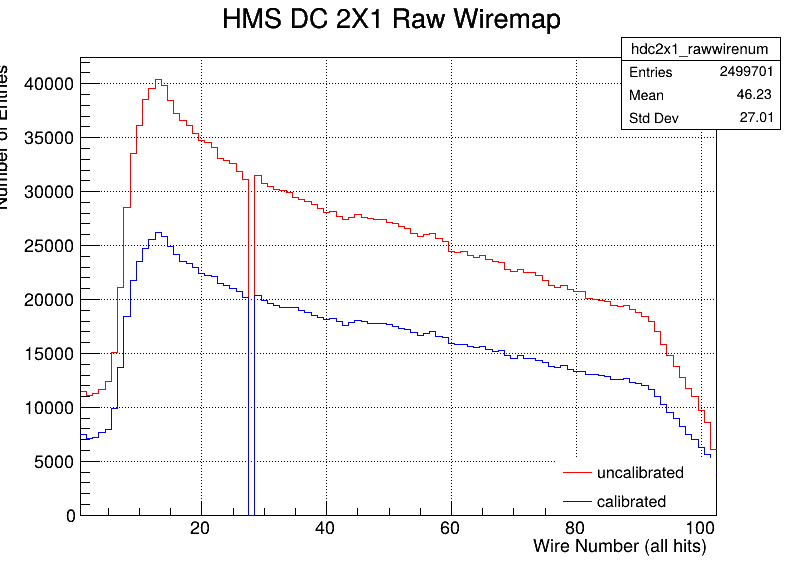 HMS DC 2X1 Raw Wiremap
hdc2x1_rawwirenum
Entries 2499701
Mean 46.23
Std Dev 27.01
Number of Entries
40000
35000
30000
25000
20000
15000
10000
5000
0
uncalibrated
calibrated
20 40 60 80 100
Wire Number (all hits)